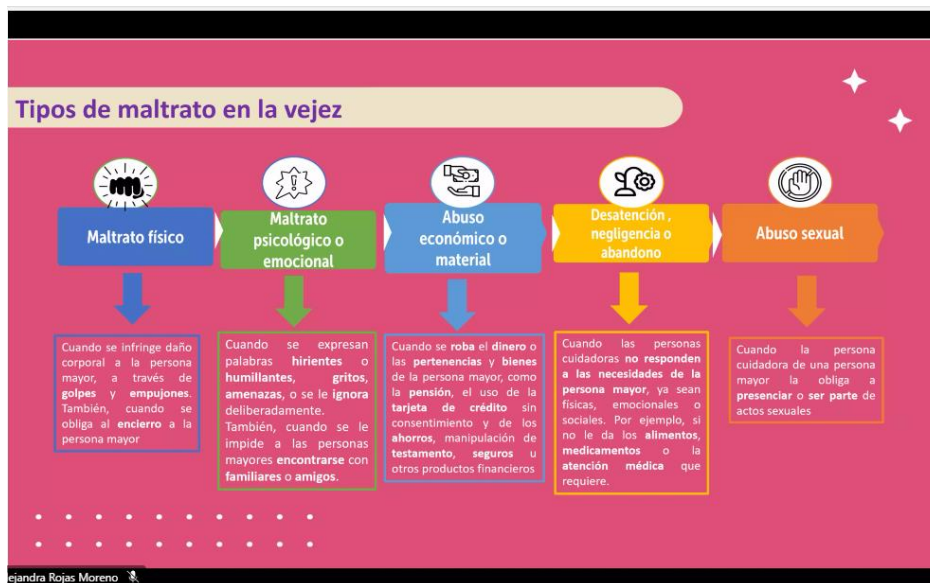 Tipos de maltrato en la vejez
Maltrato físico
Cuando se infringe daño
corporal a la persona
mayor, a través de
golpes y empujones.
También, cuando se
obliga al encierro a la
persona mayor
Maltrato
psicológico o
emocional
Cuando se expresan
palabras hirientes o
humillantes, gritos,
amenazas, o se le ignora
deliberadamente.
También, cuando se le
impide a las personas
mayores encontrarse con
familiares o amigos.
Abuso
económico o
material
Cuando se roba el dinero o
las pertenencias y bienes
de la persona mayor, como
la pensión, el uso de la
tarjeta de crédito sin
consentimiento y de los
ahorros, manipulación de
testamento, seguros u
otros productos financieros
Desatención ,
negligencia o
abandono
Cuando las personas
cuidadoras no responden
a las necesidades de la
persona mayor, ya sean
físicas, emocionales o
sociales. Por ejemplo, si
no le da los alimentos,
medicamentos o la
atención médica que
requiere.
Abuso sexual
Cuando la persona
cuidadora de una persona
mayor la obliga a
presenciar o ser parte de
actos sexuales
ejandra Rojas Moreno